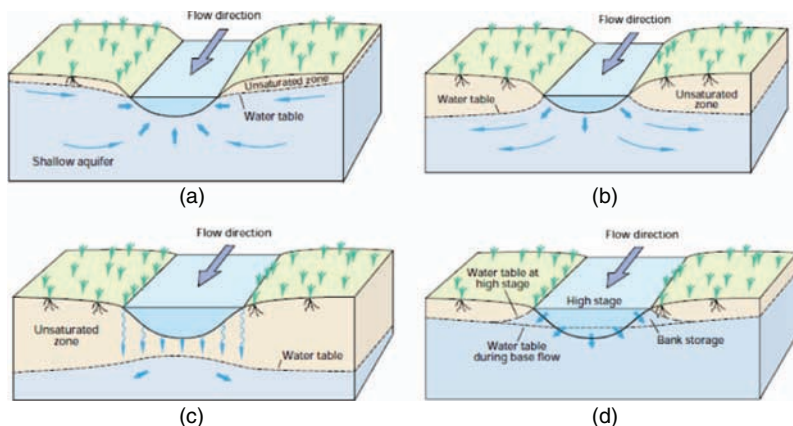 Flow direction
Unsaturated zone
Water table
Shallow aquifer
(a)
Flow direction
Water table
Unsaturated
zone
(b)
Flow direction
Unsaturated
zone
Water table
(c)
Flow direction
Water table at
high stage
High stage
Bank storage
Water table
during base flow
(d)